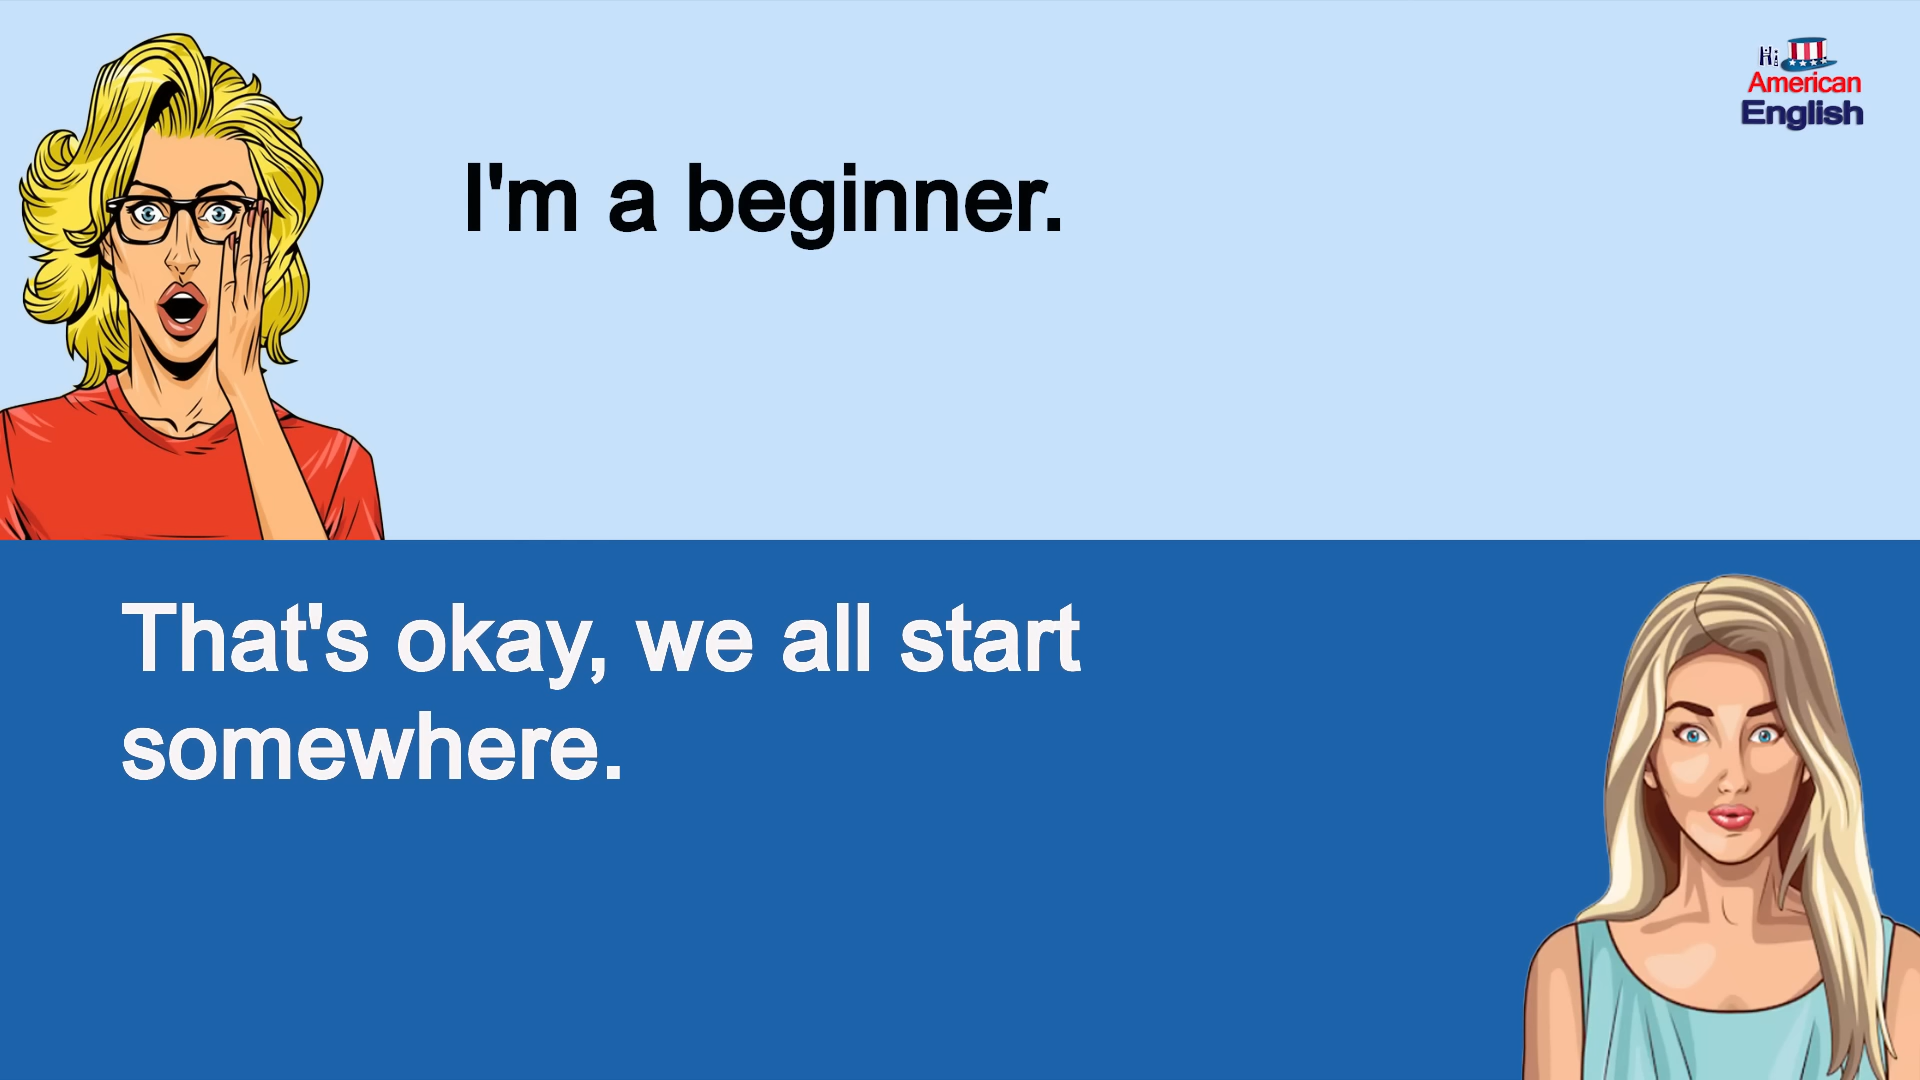 Hi
American
English
I'm a beginner.
That's okay, we all start
somewhere.